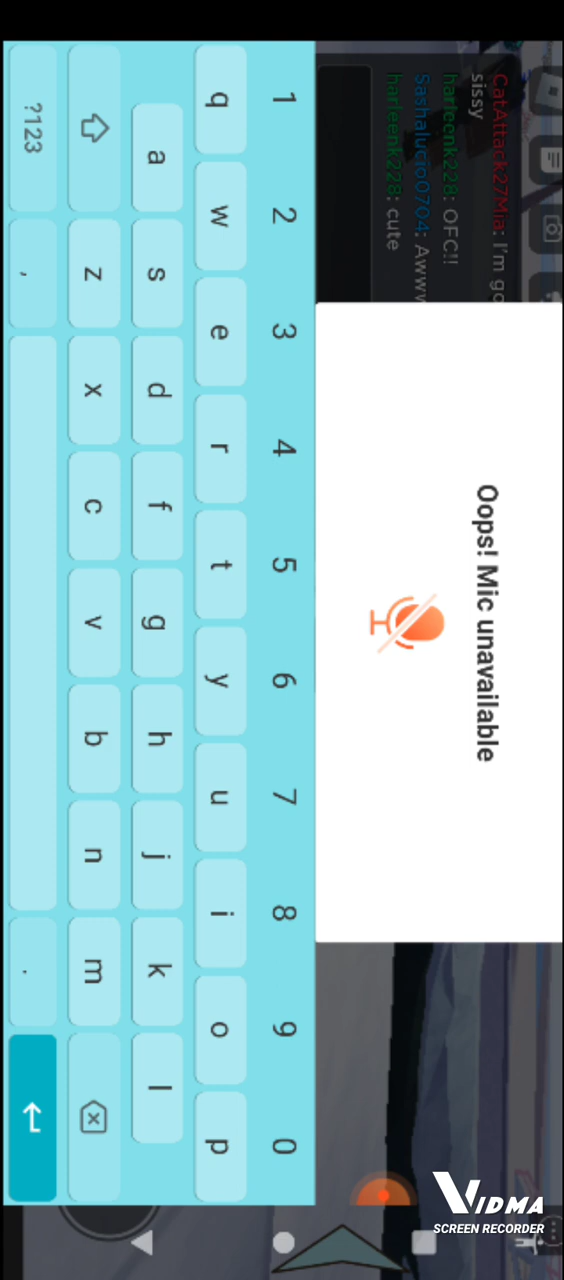 CatAttack27Mia: I'm go
sissy
harleenk228: OFC!!
Sashalucio0704: Awww
harleenk228: cute
Oops! Mic unavailable
1 2 3 4 5 6 7 8 9 0
q w e r t y u i o p
a s d f g h j k l
z x c v b n m
?123 , .
VIDMA
SCREEN RECORDER